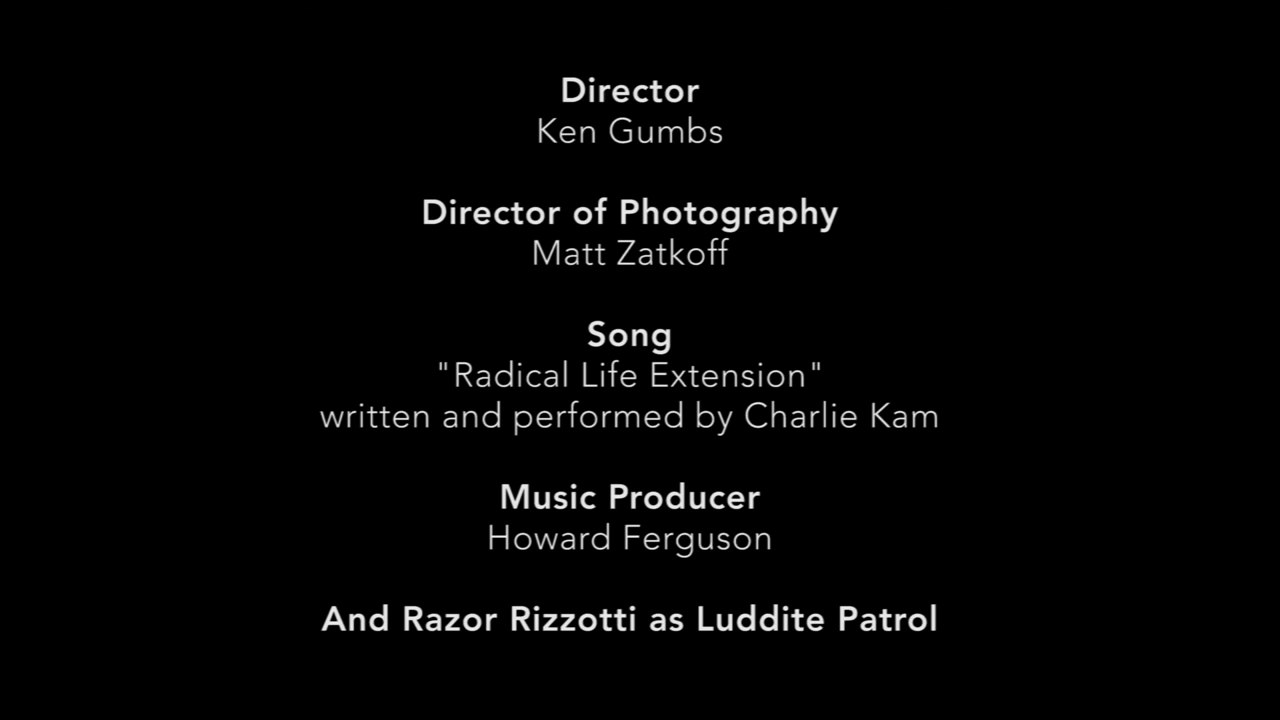 Director
Ken Gumbs
Director of Photography
Matt Zatkoff
Song
"Radical Life Extension"
written and performed by Charlie Kam
Music Producer
Howard Ferguson
And Razor Rizzotti as Luddite Patrol